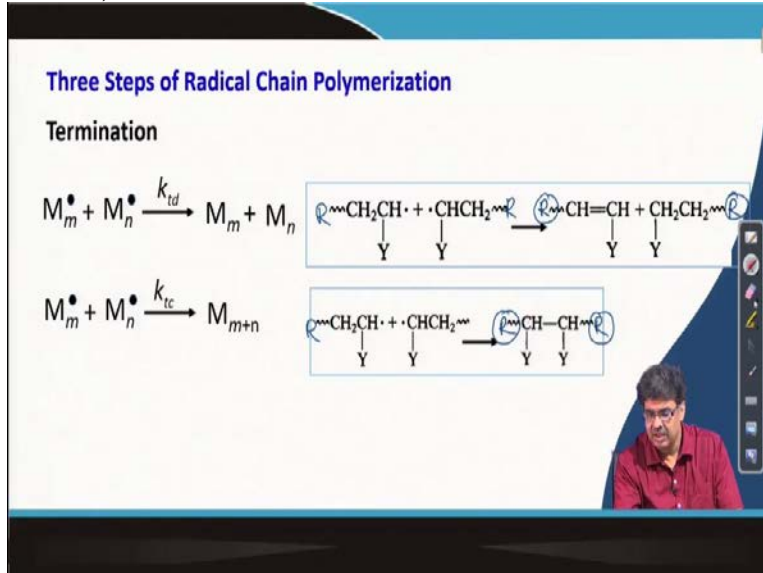 Three Steps of Radical Chain Polymerization
Termination
M•m + M•n —ktd→ Mm + Mn
R〰CH2CH· + ·CHCH2〰R → R〰CH=CH + CH2CH2〰R
Y Y Y Y
M•m + M•n —ktc→ Mm+n
R〰CH2CH· + ·CHCH2〰 → R〰CH—CH〰R
Y Y Y Y